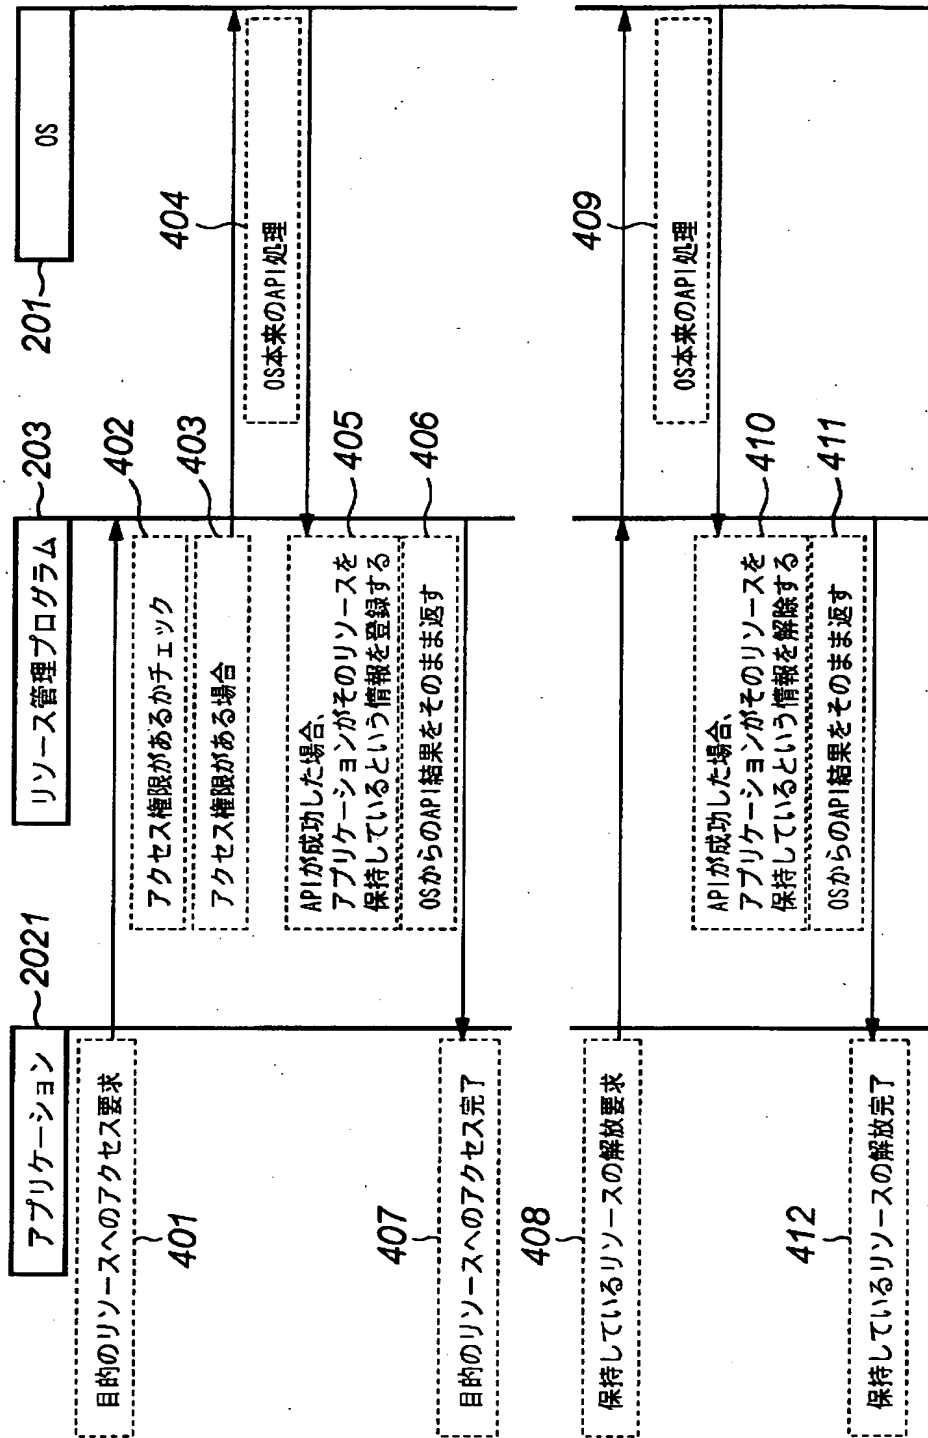 アプリケーション
2021
リソース管理プログラム
203
OS
201
目的のリソースへのアクセス要求
401
アクセス権限があるかチェック
402
アクセス権限がある場合
403
404
OS本来のAPI処理
APIが成功した場合、
アプリケーションがそのリソースを
保持しているという情報を登録する
405
OSからのAPI結果をそのまま返す
406
目的のリソースへのアクセス完了
407
保持しているリソースの解放要求
408
409
OS本来のAPI処理
APIが成功した場合、
アプリケーションがそのリソースを
保持しているという情報を解除する
410
OSからのAPI結果をそのまま返す
411
保持しているリソースの解放完了
412